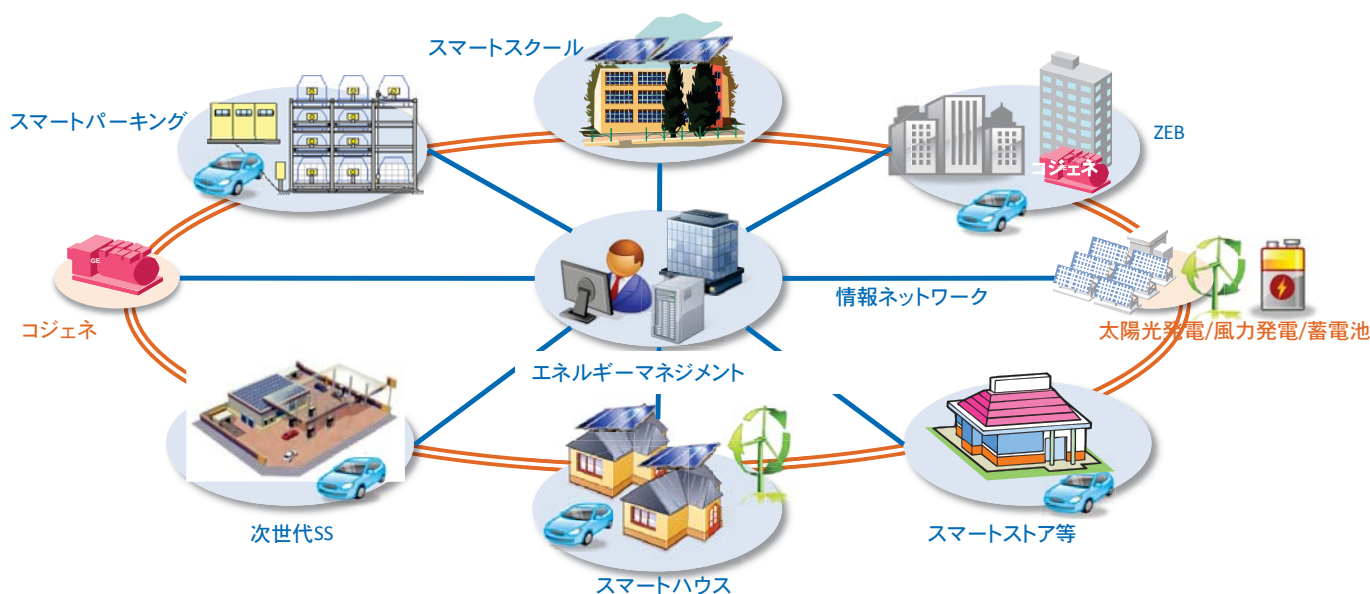 スマートスクール
スマートパーキング
ZEB
コジェネ
GE
コジェネ
情報ネットワーク
太陽光発電/風力発電/蓄電池
エネルギーマネジメント
次世代SS
スマートハウス
スマートストア等